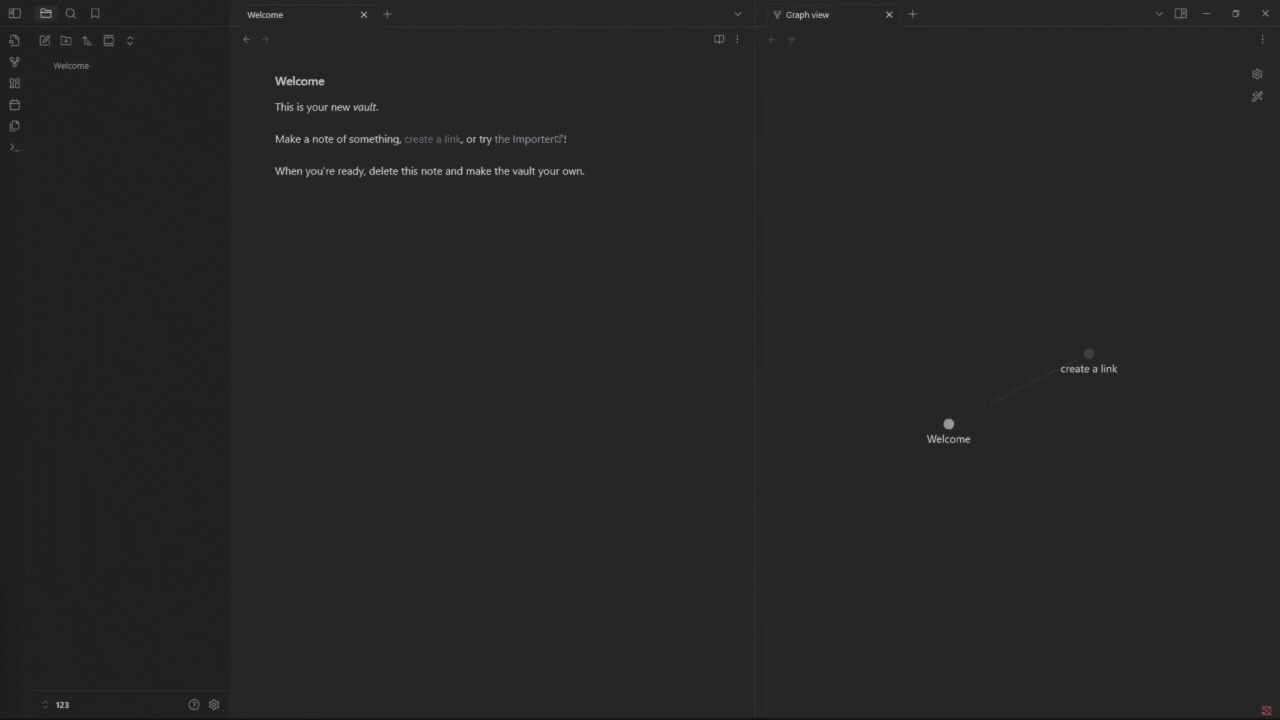 Welcome
Graph view
Welcome
Welcome
This is your new vault.
Make a note of something, create a link, or try the Importer!
When you're ready, delete this note and make the vault your own.
create a link
Welcome
123